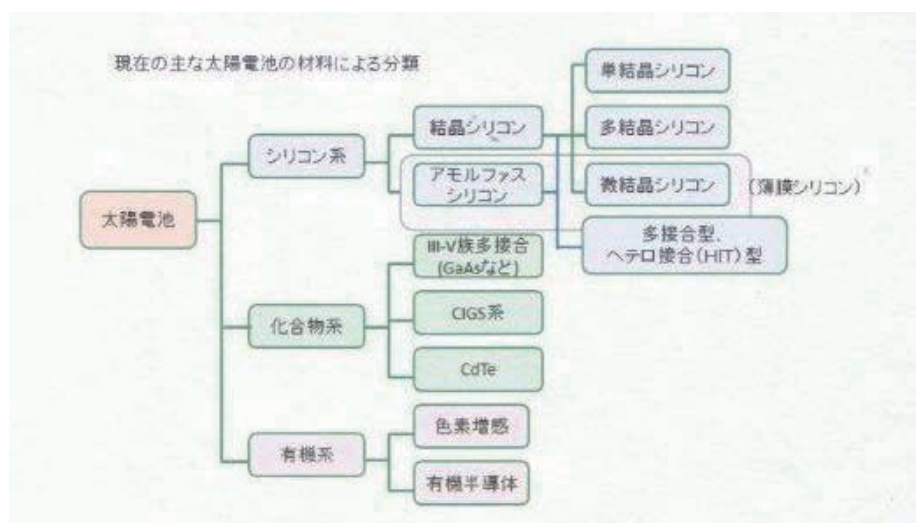 現在の主な太陽電池の材料による分類
太陽電池
シリコン系
結晶シリコン
単結晶シリコン
多結晶シリコン
アモルファス
シリコン
微結晶シリコン
(薄膜シリコン)
多接合型、
ヘテロ接合(HIT)型
化合物系
III-V族多接合
(GaAsなど)
CIGS系
CdTe
有機系
色素増感
有機半導体